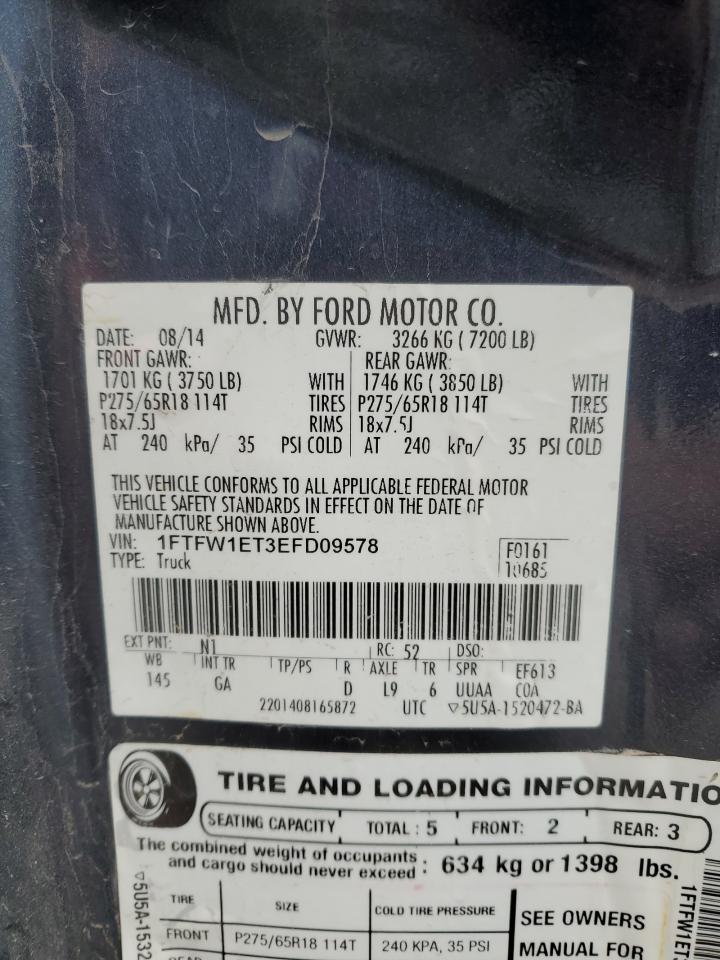 MFD. BY FORD MOTOR CO.
DATE: 08/14 GVWR: 3266 KG ( 7200 LB)
FRONT GAWR: REAR GAWR:
1701 KG ( 3750 LB) WITH 1746 KG ( 3850 LB) WITH
P275/65R18 114T TIRES P275/65R18 114T TIRES
18x7.5J RIMS 18x7.5J RIMS
AT 240 kPa/ 35 PSI COLD AT 240 kPa/ 35 PSI COLD
THIS VEHICLE CONFORMS TO ALL APPLICABLE FEDERAL MOTOR
VEHICLE SAFETY STANDARDS IN EFFECT ON THE DATE OF
MANUFACTURE SHOWN ABOVE.
VIN: 1FTFW1ET3EFD09578 F0161
TYPE: Truck 10685
EXT PNT: N1 RC: 52 DSO:
WB INT TR TP/PS R AXLE TR SPR EF613
145 GA D L9 6 UUAA COA
2201408165872 UTC ▽5U5A-1520472-BA
TIRE AND LOADING INFORMATIO
SEATING CAPACITY TOTAL : 5 FRONT: 2 REAR: 3
The combined weight of occupants
and cargo should never exceed : 634 kg or 1398 lbs.
TIRE SIZE COLD TIRE PRESSURE SEE OWNERS
FRONT P275/65R18 114T 240 KPA, 35 PSI MANUAL FOR
▽5U5A-1532
1FTFW1ET